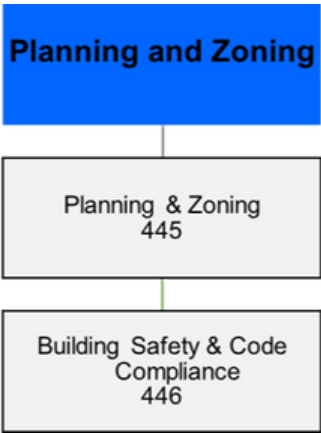 Planning and Zoning
Planning & Zoning
445
Building Safety & Code
Compliance
446